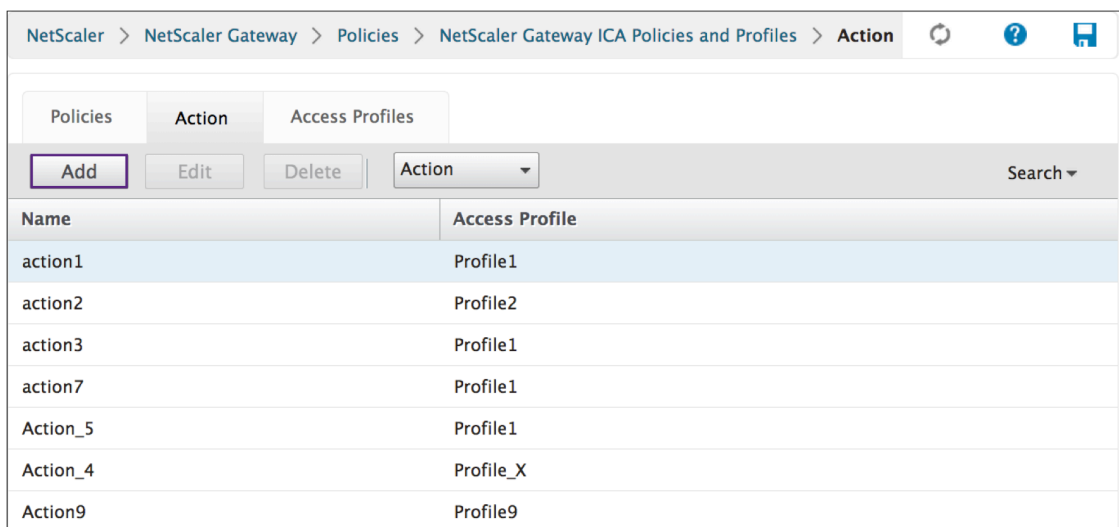 NetScaler > NetScaler Gateway > Policies > NetScaler Gateway ICA Policies and Profiles > Action
Policies Action Access Profiles
Add Edit Delete Action Search
Name Access Profile
action1 Profile1
action2 Profile2
action3 Profile1
action7 Profile1
Action_5 Profile1
Action_4 Profile_X
Action9 Profile9